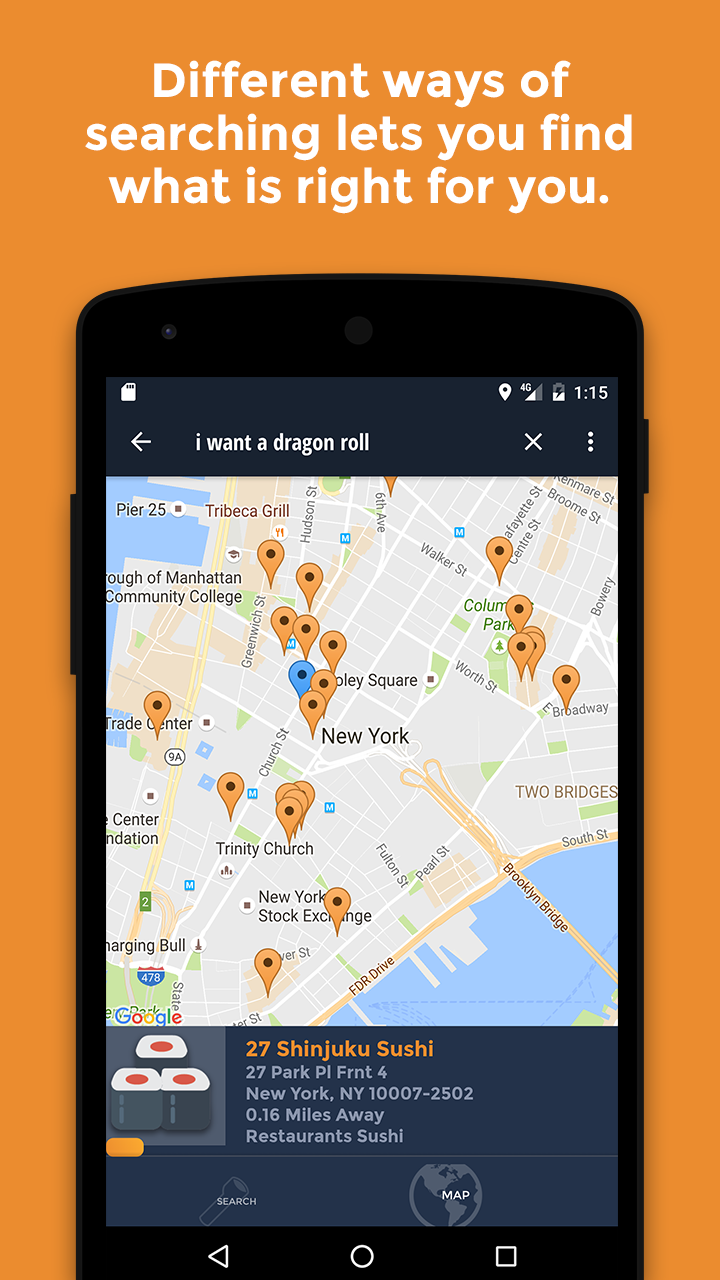 Different ways of
searching lets you find
what is right for you.
4G
1:15
i want a dragon roll
Pier 25
Tribeca Grill
Hudson St
6th Ave
Kenmare St
Broome St
Lafayette St
Centre St
Walker St
M
M
rough of Manhattan
Community College
Greenwich St
Bowery
Park
M
oley Square
Worth St
E Broadway
New York
Church St
9A
M
M
TWO BRIDGES
Trinity Church
South St
Fulton St
Pearl St
Brooklyn Bridge
e Center
ndation
M
2
New York
Stock Exchange
harging Bull
478
State
FDR Drive
Google
27 Shinjuku Sushi
27 Park Pl Frnt 4
New York, NY 10007-2502
0.16 Miles Away
Restaurants Sushi
SEARCH
MAP